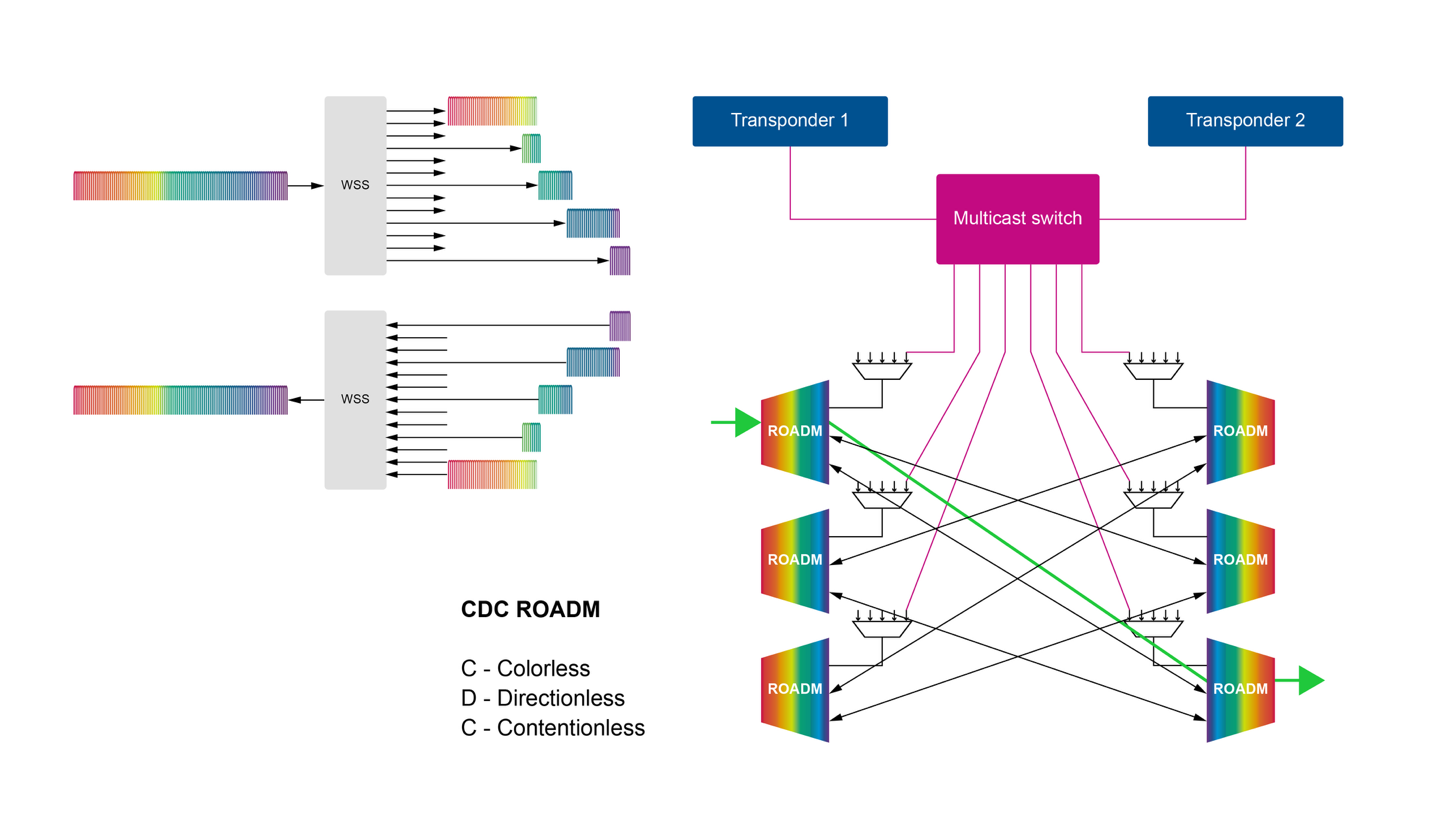 WSS
WSS
CDC ROADM
C - Colorless
D - Directionless
C - Contentionless
Transponder 1
Transponder 2
Multicast switch
ROADM
ROADM
ROADM
ROADM
ROADM
ROADM